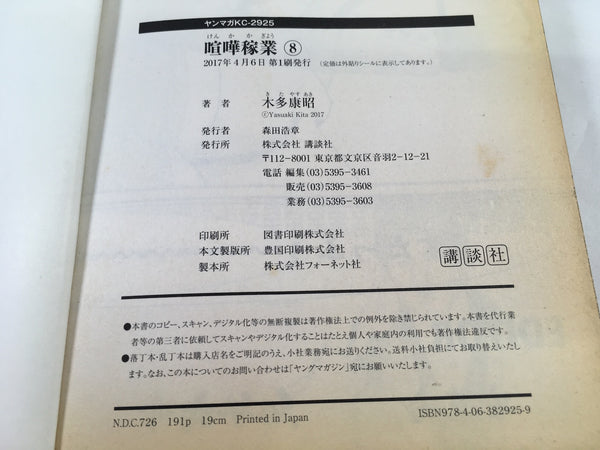 ヤンマガKC-2925
けんかかぎょう
喧嘩稼業 ⑧
2017年4月6日 第1刷発行 (定価は外貼りシールに表示してあります。)
きたやすあき
著者 木多康昭
©Yasuaki Kita 2017
発行者 森田浩章
発行所 株式会社 講談社
〒112-8001 東京都文京区音羽2-12-21
電話 編集(03)5395-3461
販売(03)5395-3608
業務(03)5395-3603
印刷所 図書印刷株式会社
本文製版所 豊国印刷株式会社
製本所 株式会社フォーネット社
講談社
●本書のコピー、スキャン、デジタル化等の無断複製は著作権法上での例外を除き禁じられています。本書を代行業
者等の第三者に依頼してスキャンやデジタル化することはたとえ個人や家庭内の利用でも著作権法違反です。
●落丁本・乱丁本は購入店名をご明記のうえ、小社業務宛にお送りください。送料小社負担にてお取り替えいたし
ます。なお、この本についてのお問い合わせは「ヤングマガジン」宛にお願いいたします。
N.D.C.726 191p 19cm Printed in Japan
ISBN978-4-06-382925-9